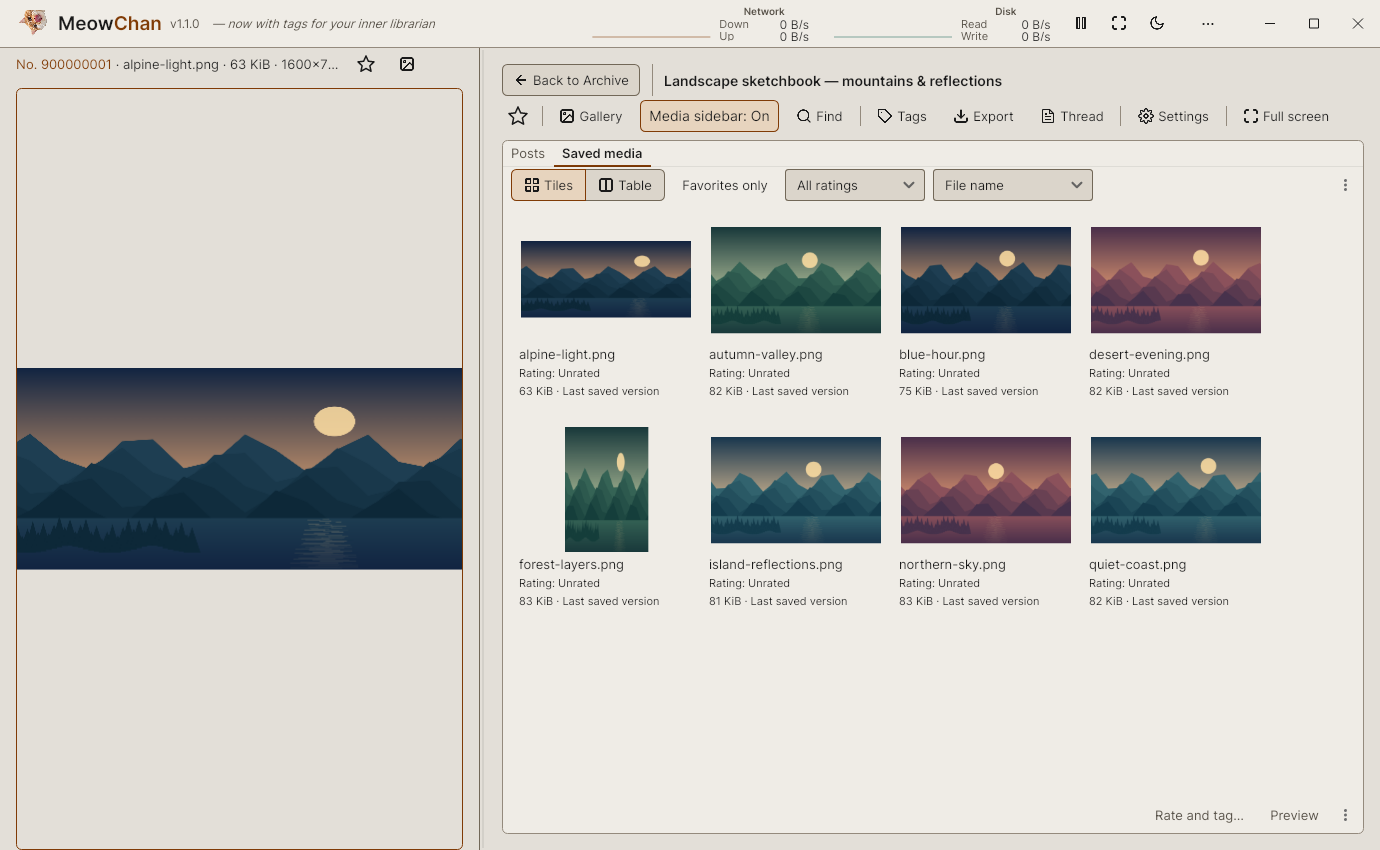 MeowChan v1.1.0 — now with tags for your inner librarian
Network
Down 0 B/s
Up 0 B/s
Disk
Read 0 B/s
Write 0 B/s
No. 900000001 · alpine-light.png · 63 KiB · 1600×7...
Back to Archive
Landscape sketchbook — mountains & reflections
Gallery
Media sidebar: On
Find
Tags
Export
Thread
Settings
Full screen
Posts
Saved media
Tiles
Table
Favorites only
All ratings
File name
alpine-light.png
Rating: Unrated
63 KiB · Last saved version
autumn-valley.png
Rating: Unrated
82 KiB · Last saved version
blue-hour.png
Rating: Unrated
75 KiB · Last saved version
desert-evening.png
Rating: Unrated
82 KiB · Last saved version
forest-layers.png
Rating: Unrated
83 KiB · Last saved version
island-reflections.png
Rating: Unrated
81 KiB · Last saved version
northern-sky.png
Rating: Unrated
83 KiB · Last saved version
quiet-coast.png
Rating: Unrated
82 KiB · Last saved version
Rate and tag...
Preview